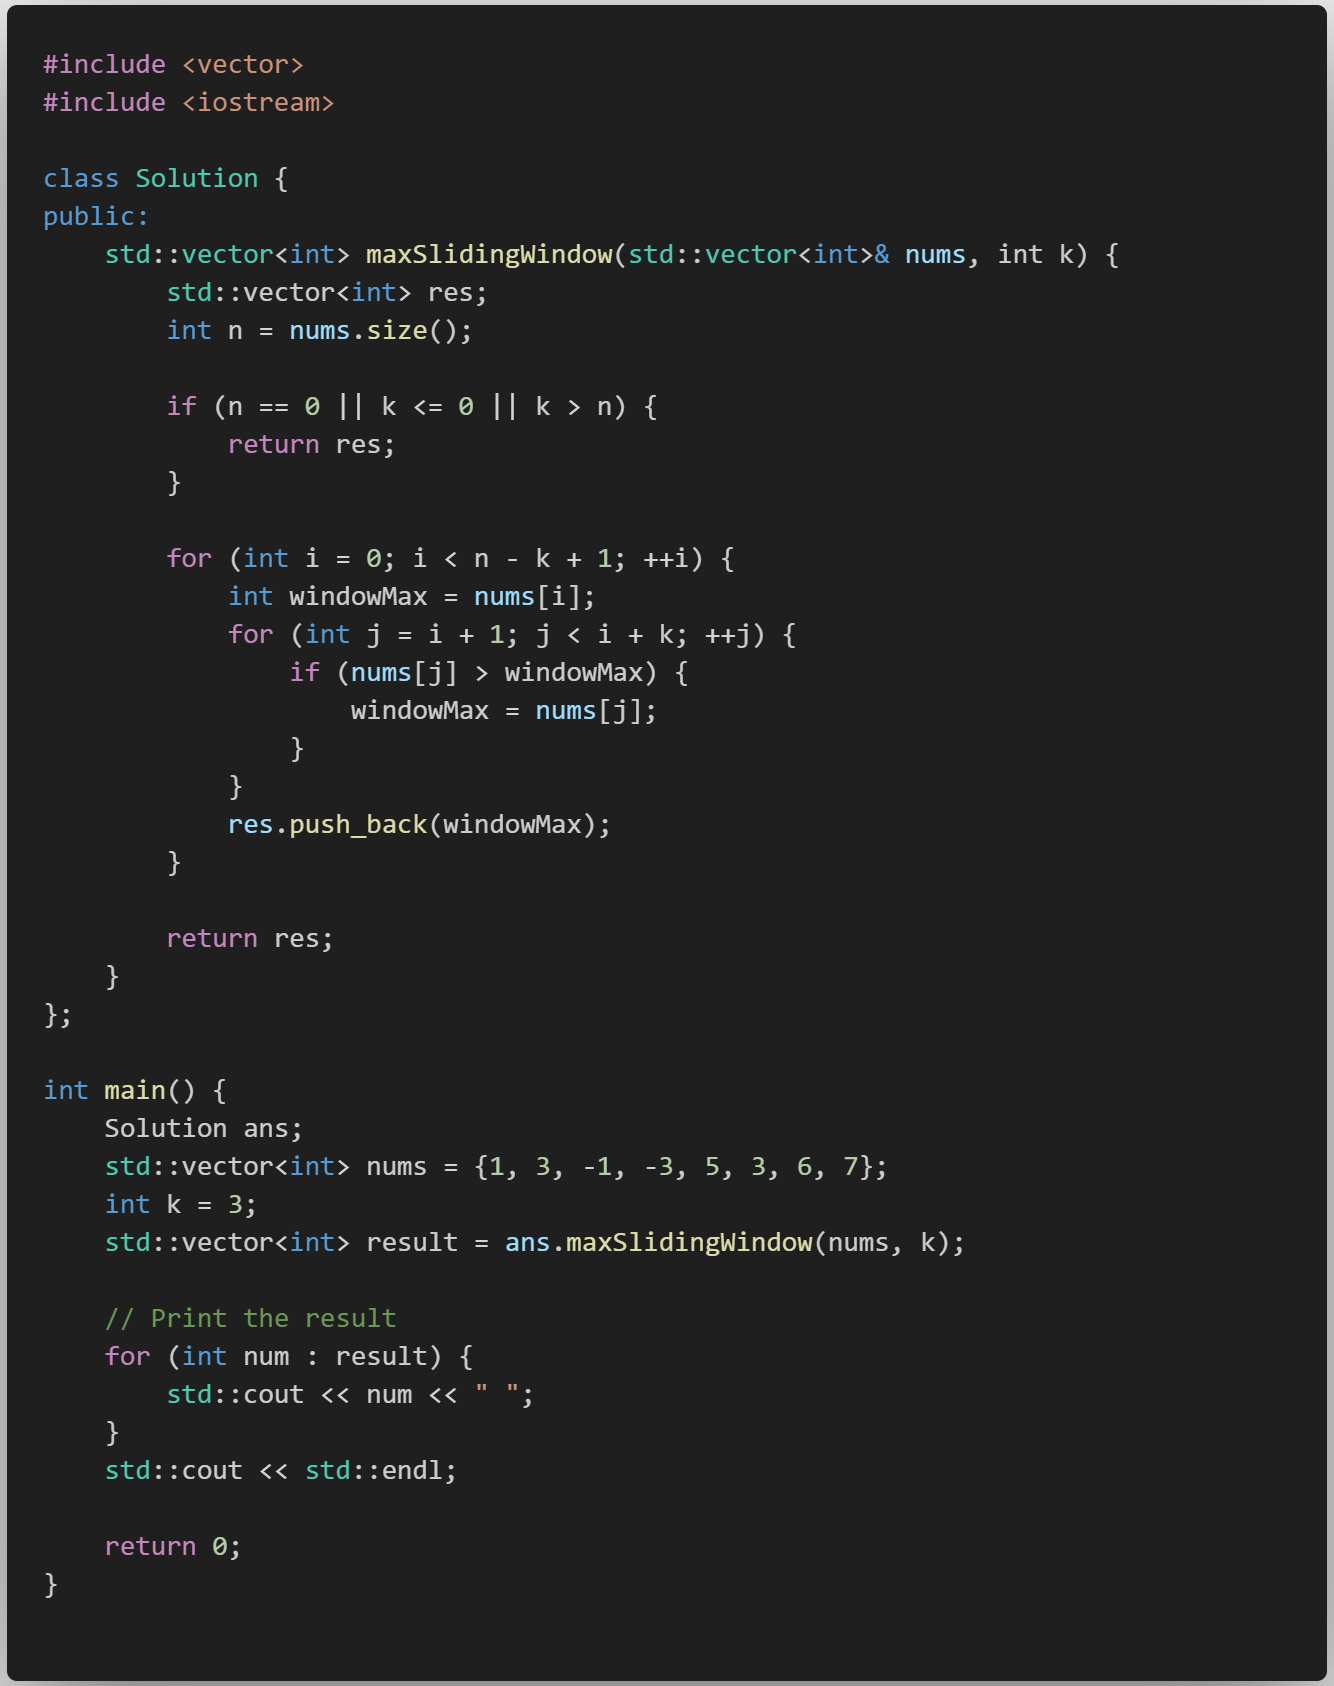 #include <vector>
#include <iostream>

class Solution {
public:
    std::vector<int> maxSlidingWindow(std::vector<int>& nums, int k) {
        std::vector<int> res;
        int n = nums.size();

        if (n == 0 || k <= 0 || k > n) {
            return res;
        }

        for (int i = 0; i < n - k + 1; ++i) {
            int windowMax = nums[i];
            for (int j = i + 1; j < i + k; ++j) {
                if (nums[j] > windowMax) {
                    windowMax = nums[j];
                }
            }
            res.push_back(windowMax);
        }

        return res;
    }
};

int main() {
    Solution ans;
    std::vector<int> nums = {1, 3, -1, -3, 5, 3, 6, 7};
    int k = 3;
    std::vector<int> result = ans.maxSlidingWindow(nums, k);

    // Print the result
    for (int num : result) {
        std::cout << num << " ";
    }
    std::cout << std::endl;

    return 0;
}